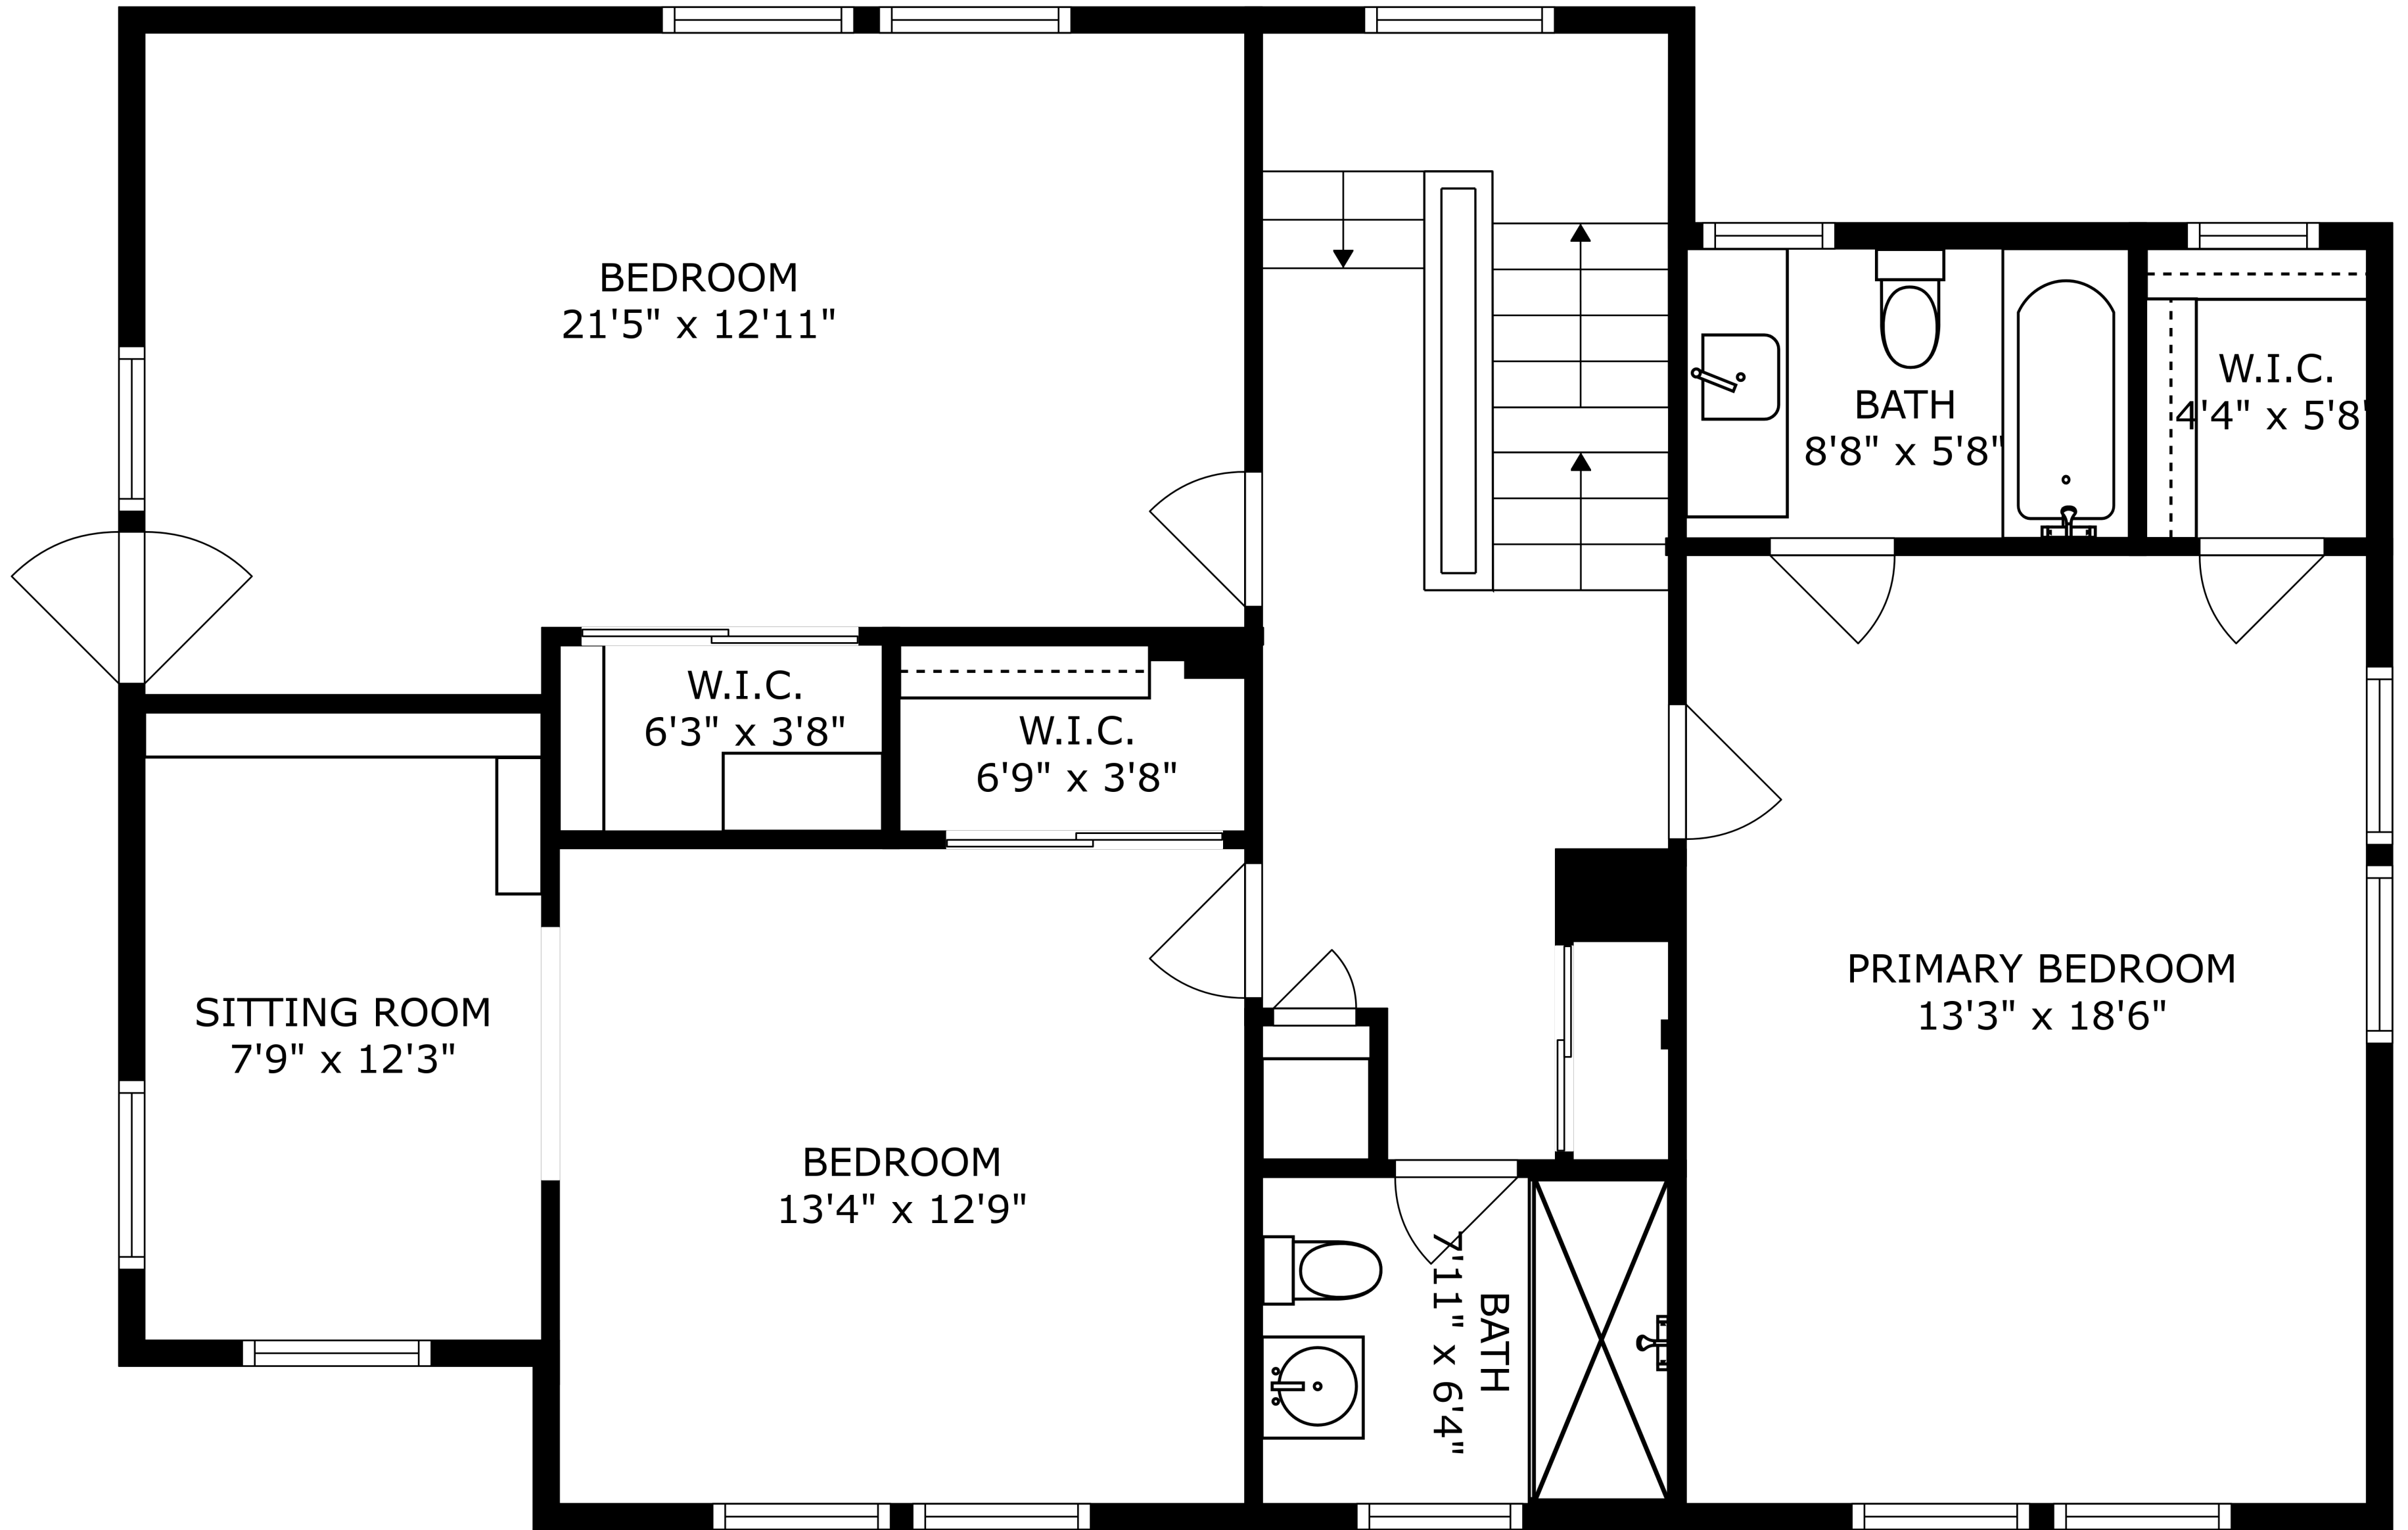 BEDROOM
21'5" x 12'11"
BATH
8'8" x 5'8"
W.I.C.
4'4" x 5'8"
W.I.C.
6'3" x 3'8"
W.I.C.
6'9" x 3'8"
SITTING ROOM
7'9" x 12'3"
BEDROOM
13'4" x 12'9"
PRIMARY BEDROOM
13'3" x 18'6"
BATH
7'11" x 6'4"